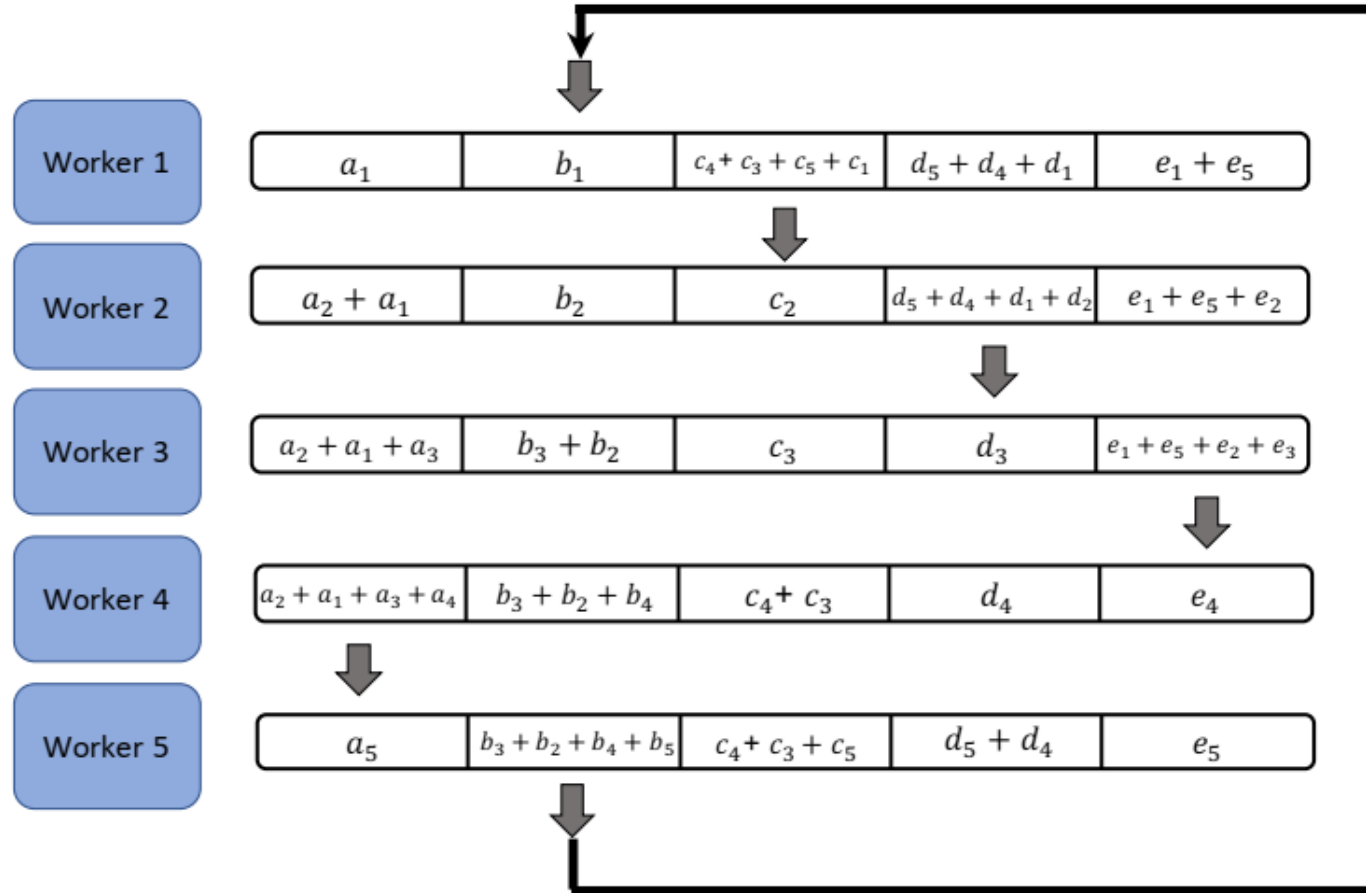 Worker 1 a₁ b₁ c₄ + c₃ + c₅ + c₁ d₅ + d₄ + d₁ e₁ + e₅
Worker 2 a₂ + a₁ b₂ c₂ d₅ + d₄ + d₁ + d₂ e₁ + e₅ + e₂
Worker 3 a₂ + a₁ + a₃ b₃ + b₂ c₃ d₃ e₁ + e₅ + e₂ + e₃
Worker 4 a₂ + a₁ + a₃ + a₄ b₃ + b₂ + b₄ c₄ + c₃ d₄ e₄
Worker 5 a₅ b₃ + b₂ + b₄ + b₅ c₄ + c₃ + c₅ d₅ + d₄ e₅